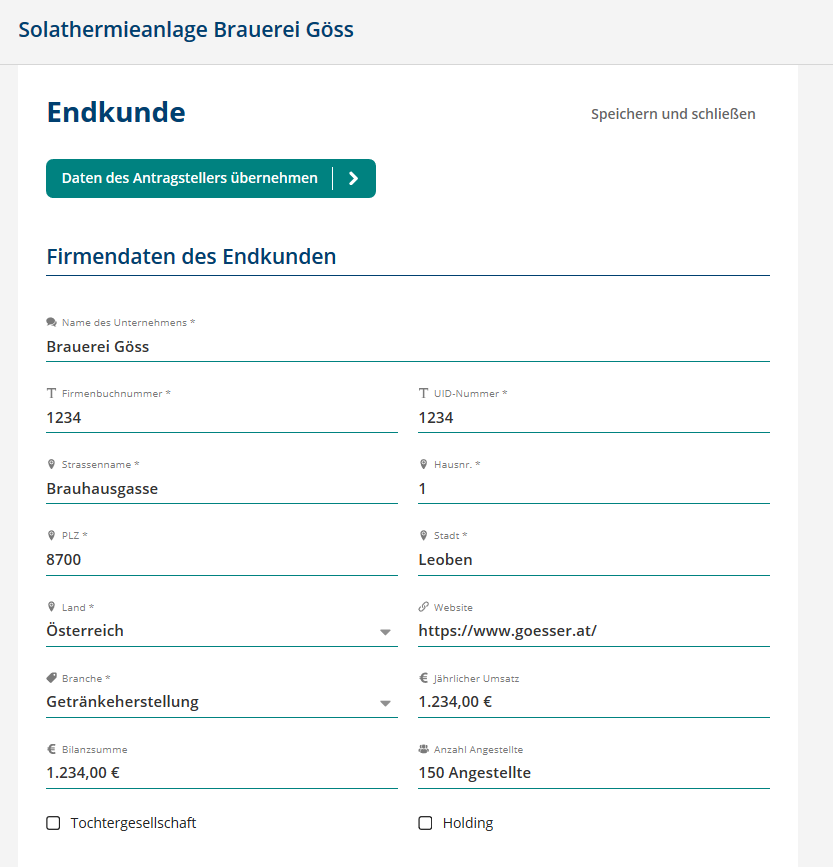 Solathermieanlage Brauerei Göss
Endkunde
Speichern und schließen
Daten des Antragstellers übernehmen
Firmendaten des Endkunden
Name des Unternehmens *
Brauerei Göss
Firmenbuchnummer *
UID-Nummer *
1234
1234
Strassenname *
Hausnr. *
Brauhausgasse
1
PLZ *
Stadt *
8700
Leoben
Land *
Website
Österreich
https://www.goesser.at/
Branche *
Jährlicher Umsatz
Getränkeherstellung
1.234,00 €
Bilanzsumme
Anzahl Angestellte
1.234,00 €
150 Angestellte
Tochtergesellschaft
Holding